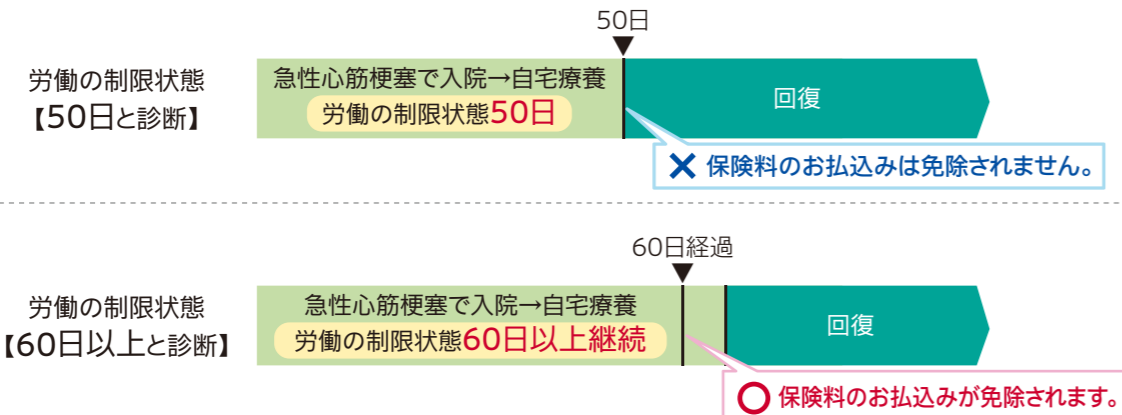 50日
労働の制限状態
【50日と診断】
急性心筋梗塞で入院→自宅療養
労働の制限状態50日
回復
× 保険料のお払込みは免除されません。
60日経過
労働の制限状態
【60日以上と診断】
急性心筋梗塞で入院→自宅療養
労働の制限状態60日以上継続
回復
○ 保険料のお払込みが免除されます。